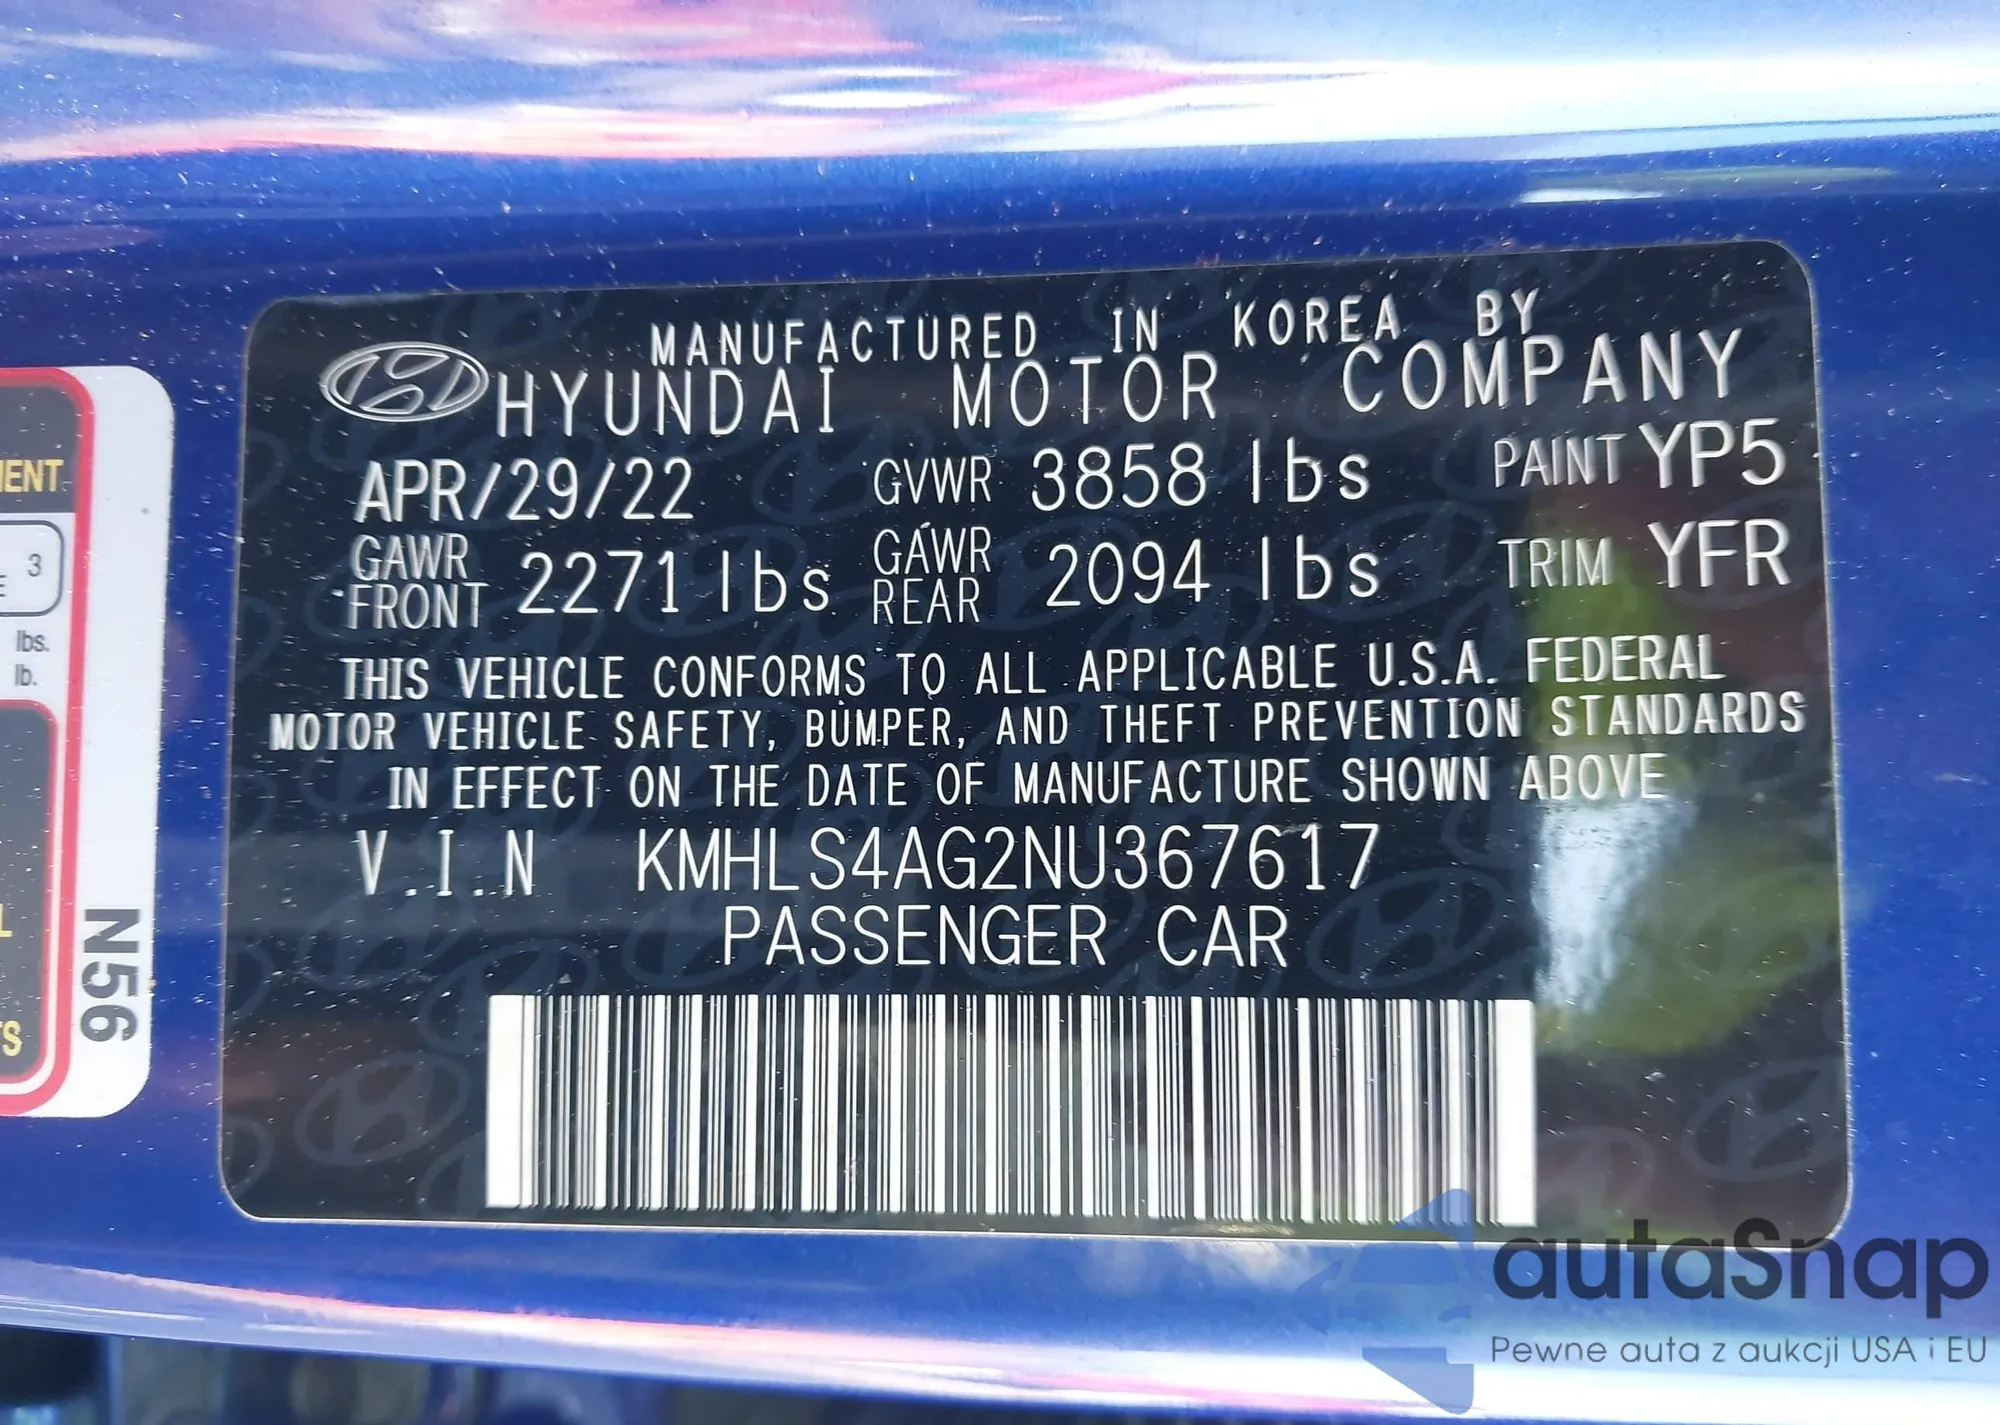 MANUFACTURED IN KOREA BY
HYUNDAI MOTOR COMPANY
APR/29/22 GVWR 3858 lbs PAINT YP5
GAWR FRONT 2271 lbs GAWR REAR 2094 lbs TRIM YFR
THIS VEHICLE CONFORMS TO ALL APPLICABLE U.S.A. FEDERAL
MOTOR VEHICLE SAFETY, BUMPER, AND THEFT PREVENTION STANDARDS
IN EFFECT ON THE DATE OF MANUFACTURE SHOWN ABOVE
V.I.N KMHLS4AG2NU367617
PASSENGER CAR
3
lbs.
lb.
N56
autaSnap
Pewne auta z aukcji USA i EU